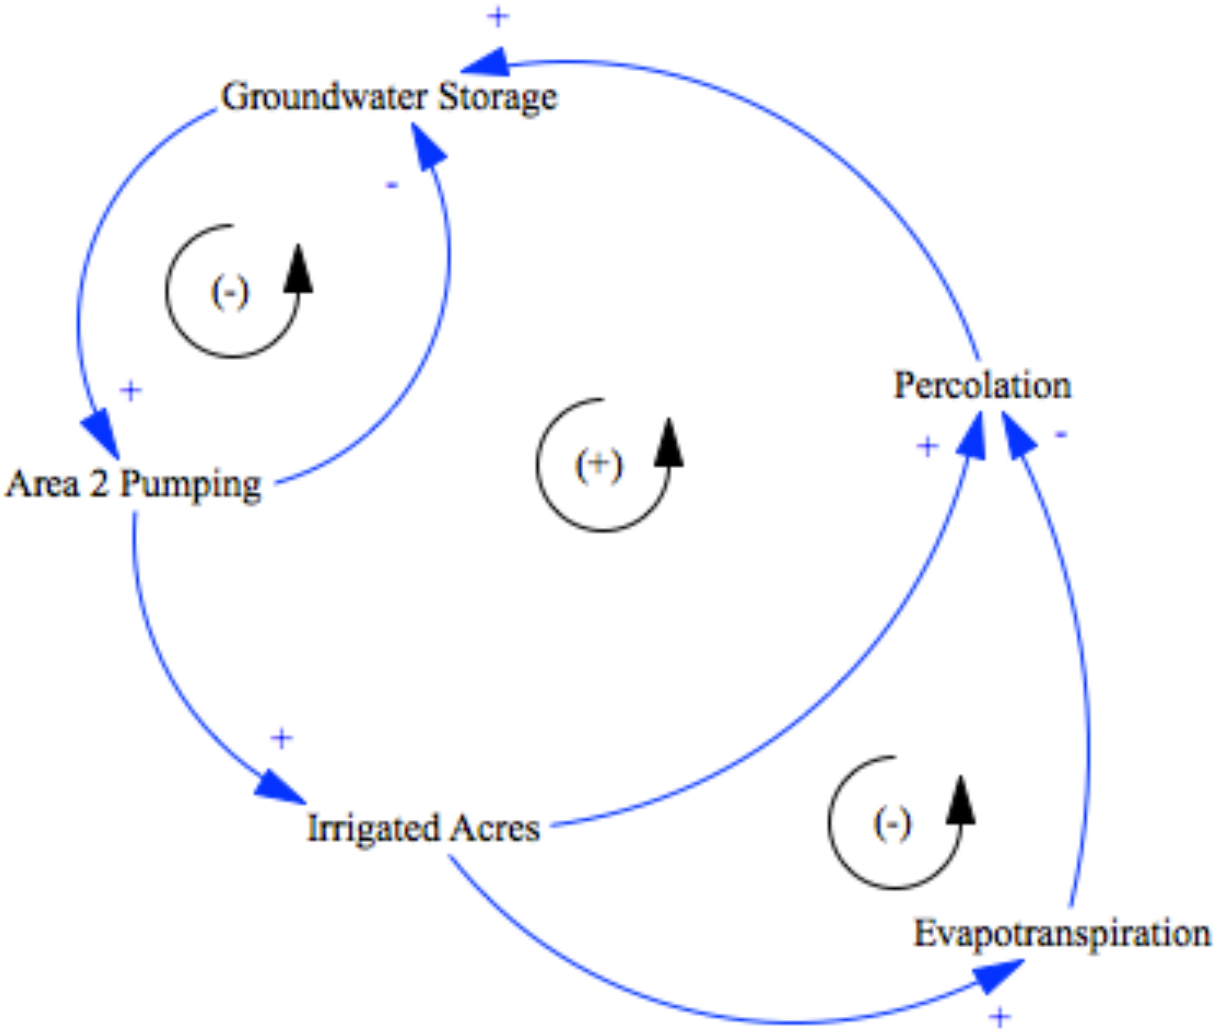 +
Groundwater Storage
-
(-)
+
Percolation
+
-
(+)
Area 2 Pumping
+
Irrigated Acres
(-)
Evapotranspiration
+